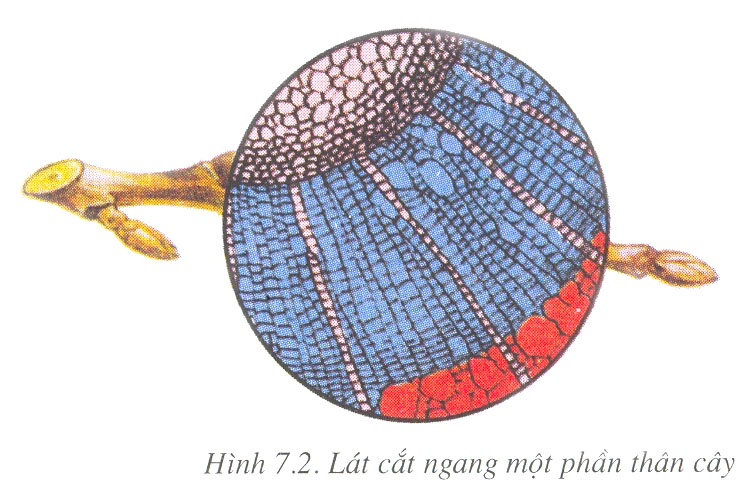 Hình 7.2. Lát cắt ngang một phần thân cây